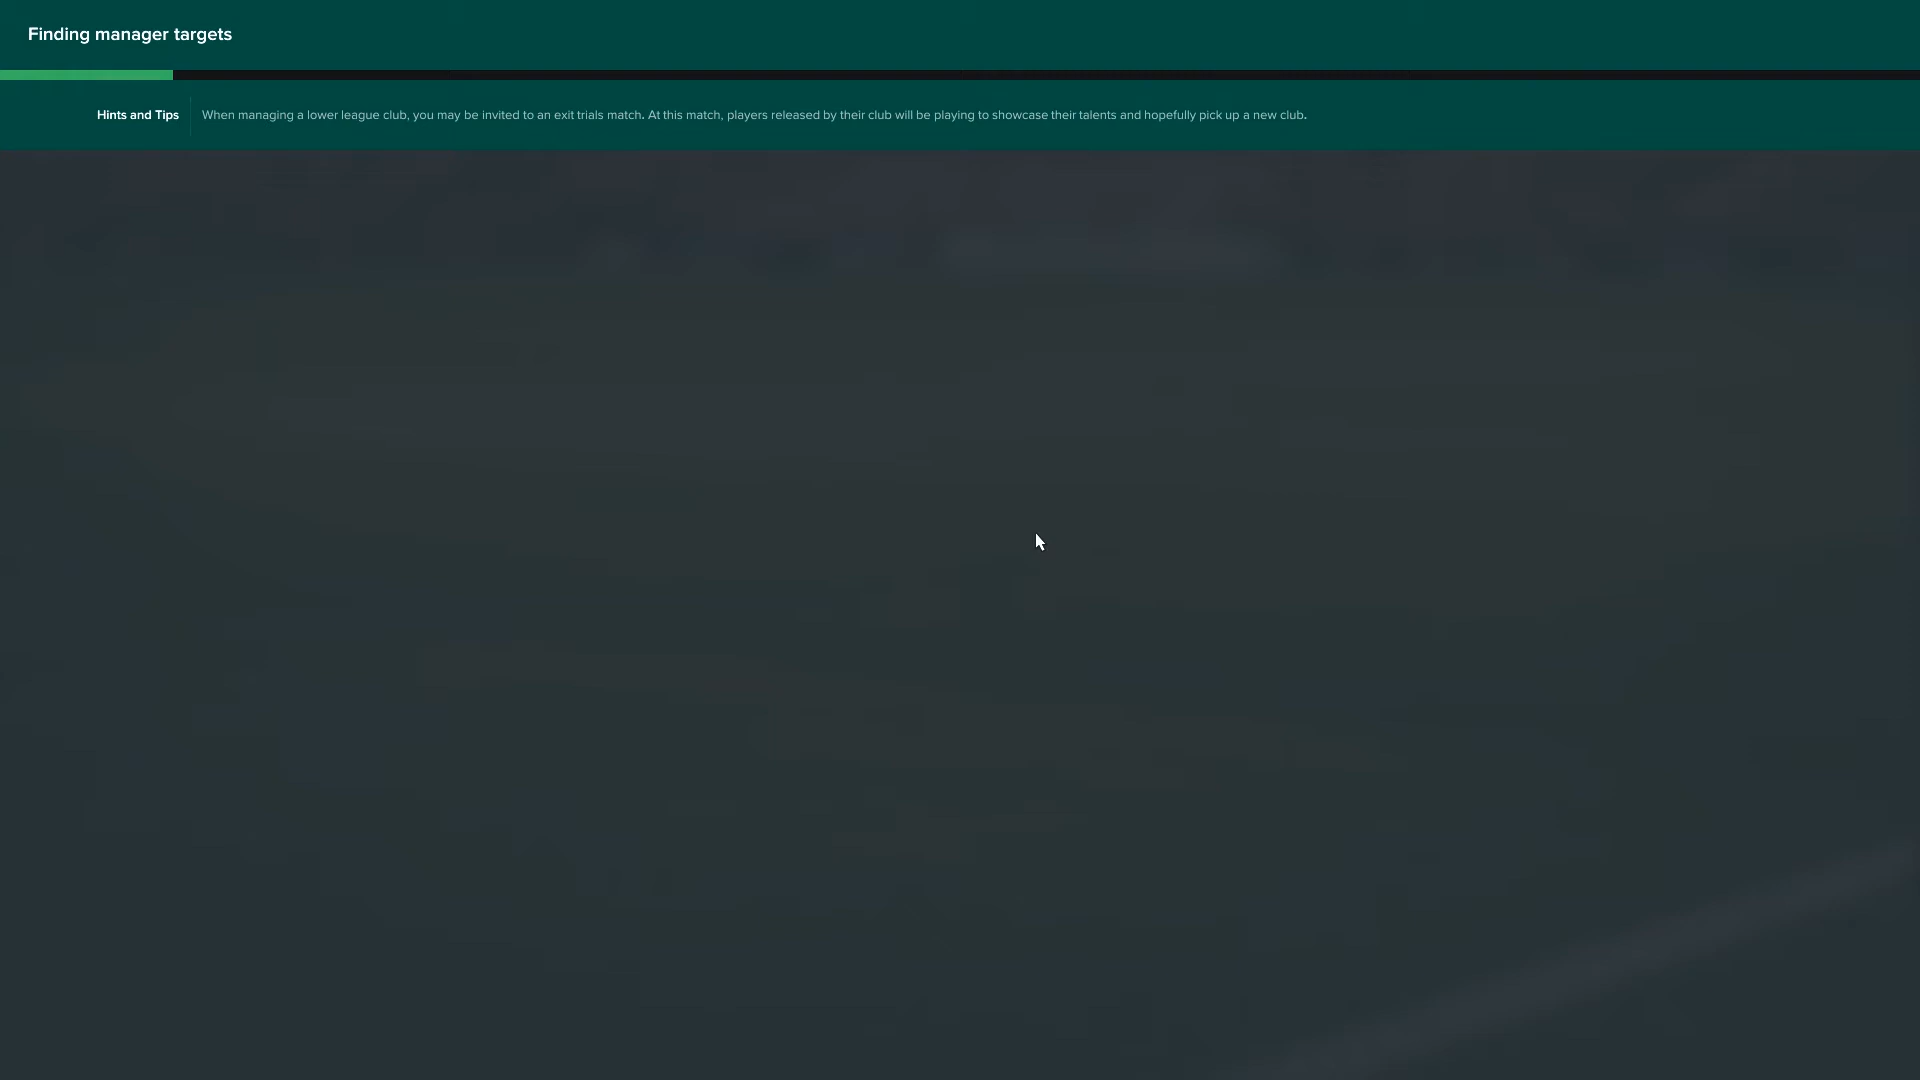 Finding manager targets
Hints and Tips
When managing a lower league club, you may be invited to an exit trials match. At this match, players released by their club will be playing to showcase their talents and hopefully pick up a new club.